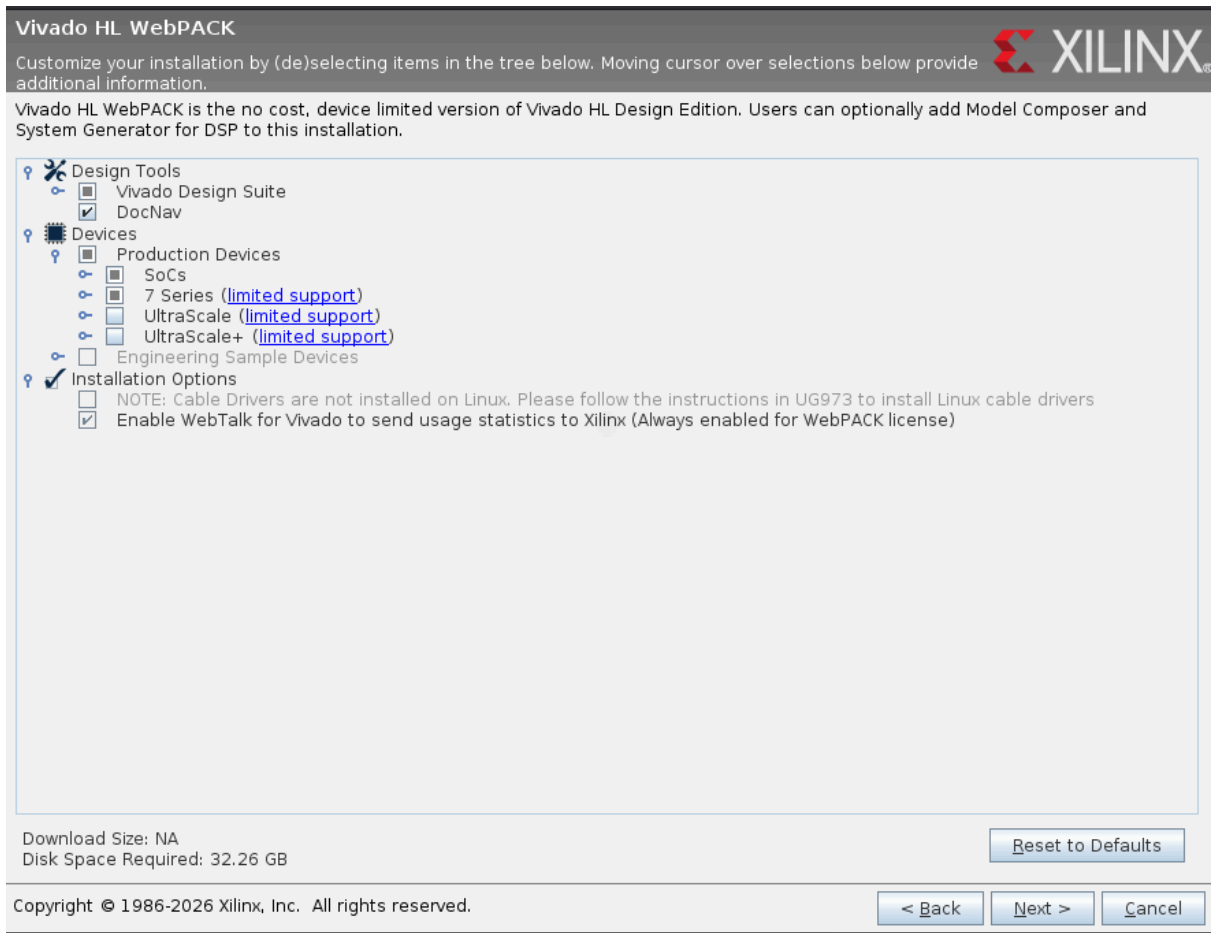 Vivado HL WebPACK
Customize your installation by (de)selecting items in the tree below. Moving cursor over selections below provide
additional information.
XILINX®
Vivado HL WebPACK is the no cost, device limited version of Vivado HL Design Edition. Users can optionally add Model Composer and
System Generator for DSP to this installation.
Design Tools
Vivado Design Suite
DocNav
Devices
Production Devices
SoCs
7 Series (limited support)
UltraScale (limited support)
UltraScale+ (limited support)
Engineering Sample Devices
Installation Options
NOTE: Cable Drivers are not installed on Linux. Please follow the instructions in UG973 to install Linux cable drivers
Enable WebTalk for Vivado to send usage statistics to Xilinx (Always enabled for WebPACK license)
Download Size: NA
Disk Space Required: 32.26 GB
Reset to Defaults
Copyright © 1986-2026 Xilinx, Inc. All rights reserved.
< Back
Next >
Cancel